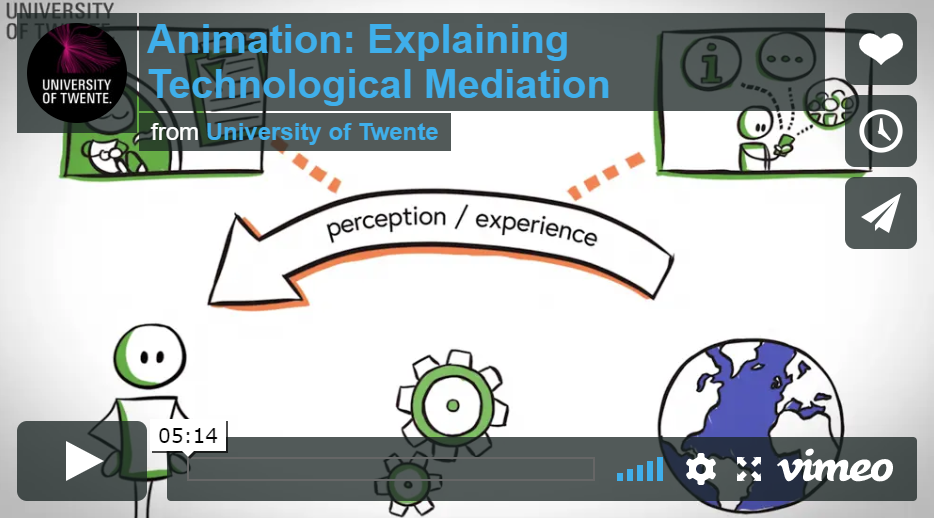 UNIVERSITY
OF TWENTE.
UNIVERSITY
OF TWENTE.
Animation: Explaining
Technological Mediation
from University of Twente
i
perception / experience
05:14
vimeo